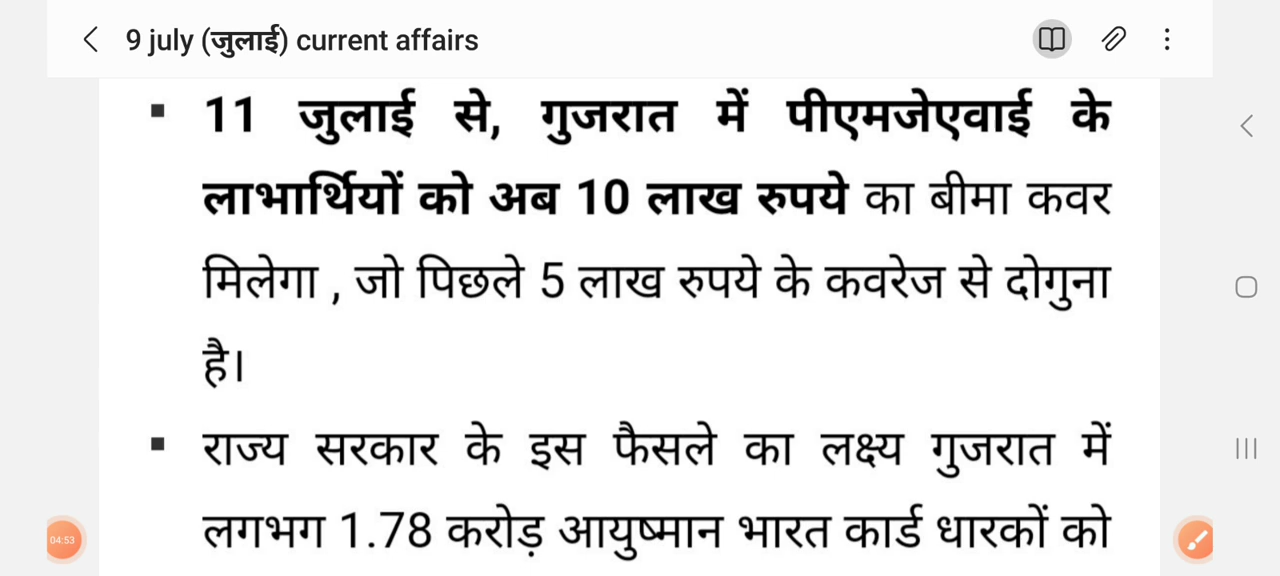 9 july (जुलाई) current affairs
11 जुलाई से, गुजरात में पीएमजेएवाई के
लाभार्थियों को अब 10 लाख रुपये का बीमा कवर
मिलेगा , जो पिछले 5 लाख रुपये के कवरेज से दोगुना
है।
राज्य सरकार के इस फैसले का लक्ष्य गुजरात में
लगभग 1.78 करोड़ आयुष्मान भारत कार्ड धारकों को
04:53